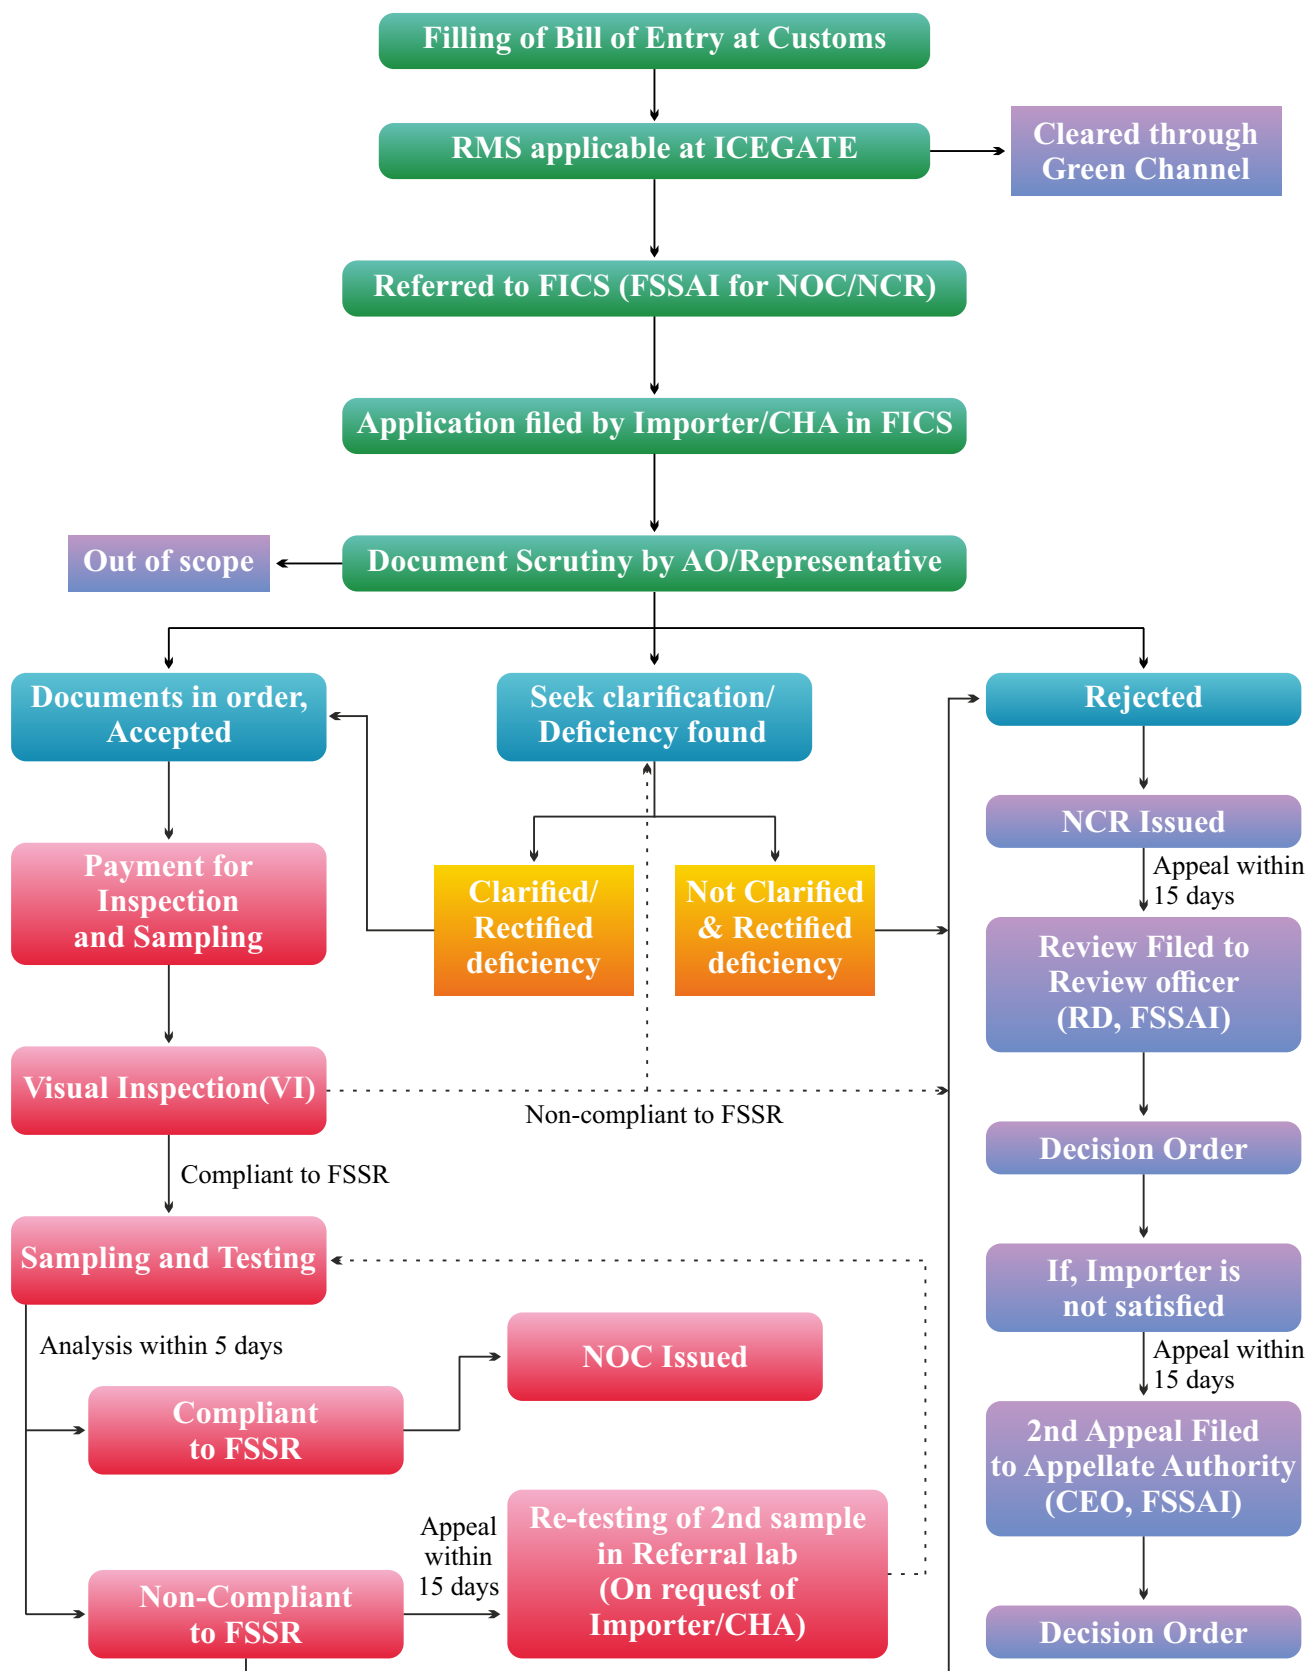 Filling of Bill of Entry at Customs
RMS applicable at ICEGATE
Cleared through
Green Channel
Referred to FICS (FSSAI for NOC/NCR)
Application filed by Importer/CHA in FICS
Out of scope
Document Scrutiny by AO/Representative
Documents in order,
Accepted
Seek clarification/
Deficiency found
Rejected
Payment for
Inspection
and Sampling
Clarified/
Rectified
deficiency
Not Clarified
& Rectified
deficiency
NCR Issued
Appeal within
15 days
Review Filed to
Review officer
(RD, FSSAI)
Visual Inspection(VI)
Non-compliant to FSSR
Compliant to FSSR
Decision Order
Sampling and Testing
If, Importer is
not satisfied
Analysis within 5 days
NOC Issued
Appeal within
15 days
Compliant
to FSSR
2nd Appeal Filed
to Appellate Authority
(CEO, FSSAI)
Non-Compliant
to FSSR
Appeal
within
15 days
Re-testing of 2nd sample
in Referral lab
(On request of
Importer/CHA)
Decision Order